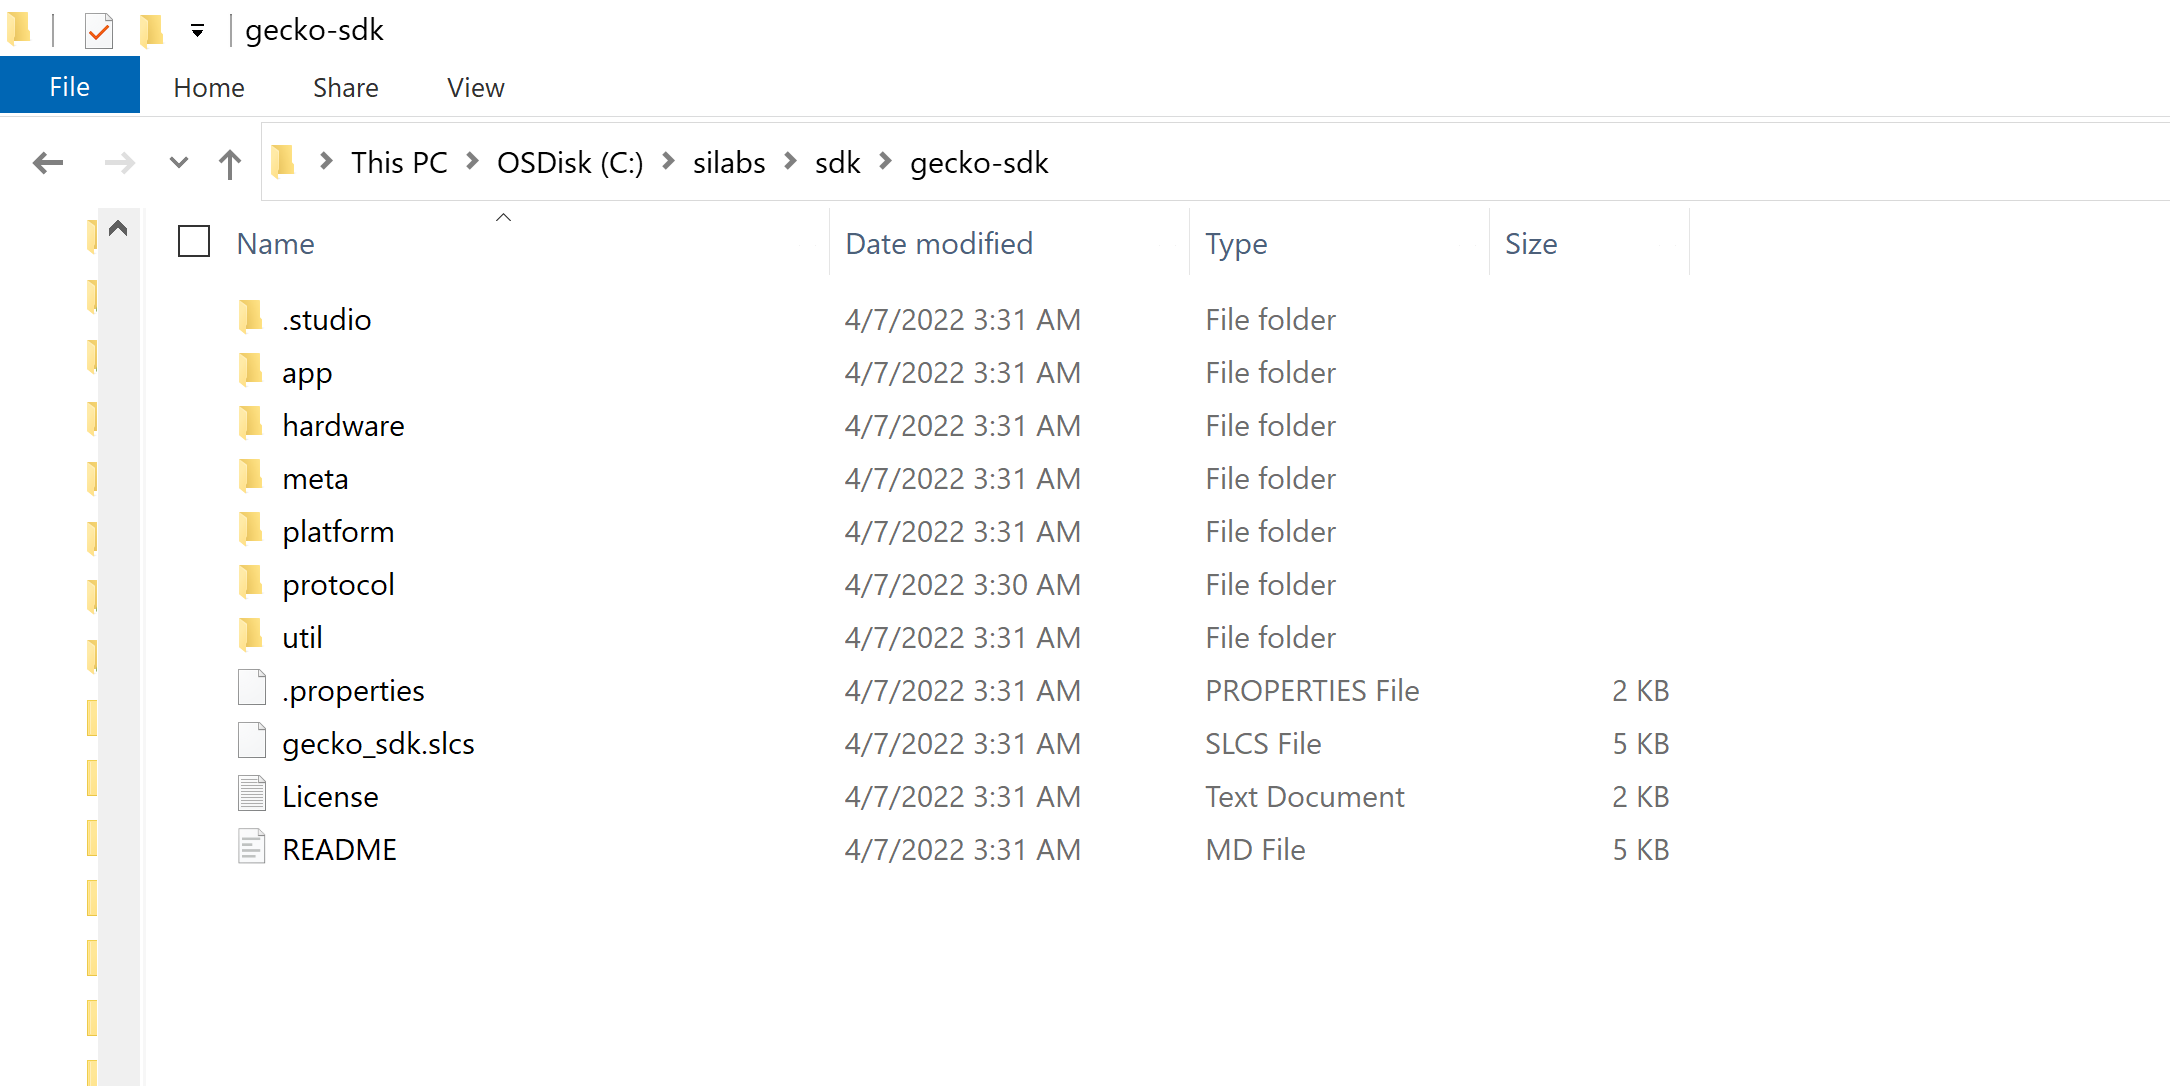 gecko-sdk
File Home Share View
This PC OSDisk (C:) silabs sdk gecko-sdk
Name Date modified Type Size
.studio 4/7/2022 3:31 AM File folder
app 4/7/2022 3:31 AM File folder
hardware 4/7/2022 3:31 AM File folder
meta 4/7/2022 3:31 AM File folder
platform 4/7/2022 3:31 AM File folder
protocol 4/7/2022 3:30 AM File folder
util 4/7/2022 3:31 AM File folder
.properties 4/7/2022 3:31 AM PROPERTIES File 2 KB
gecko_sdk.slcs 4/7/2022 3:31 AM SLCS File 5 KB
License 4/7/2022 3:31 AM Text Document 2 KB
README 4/7/2022 3:31 AM MD File 5 KB